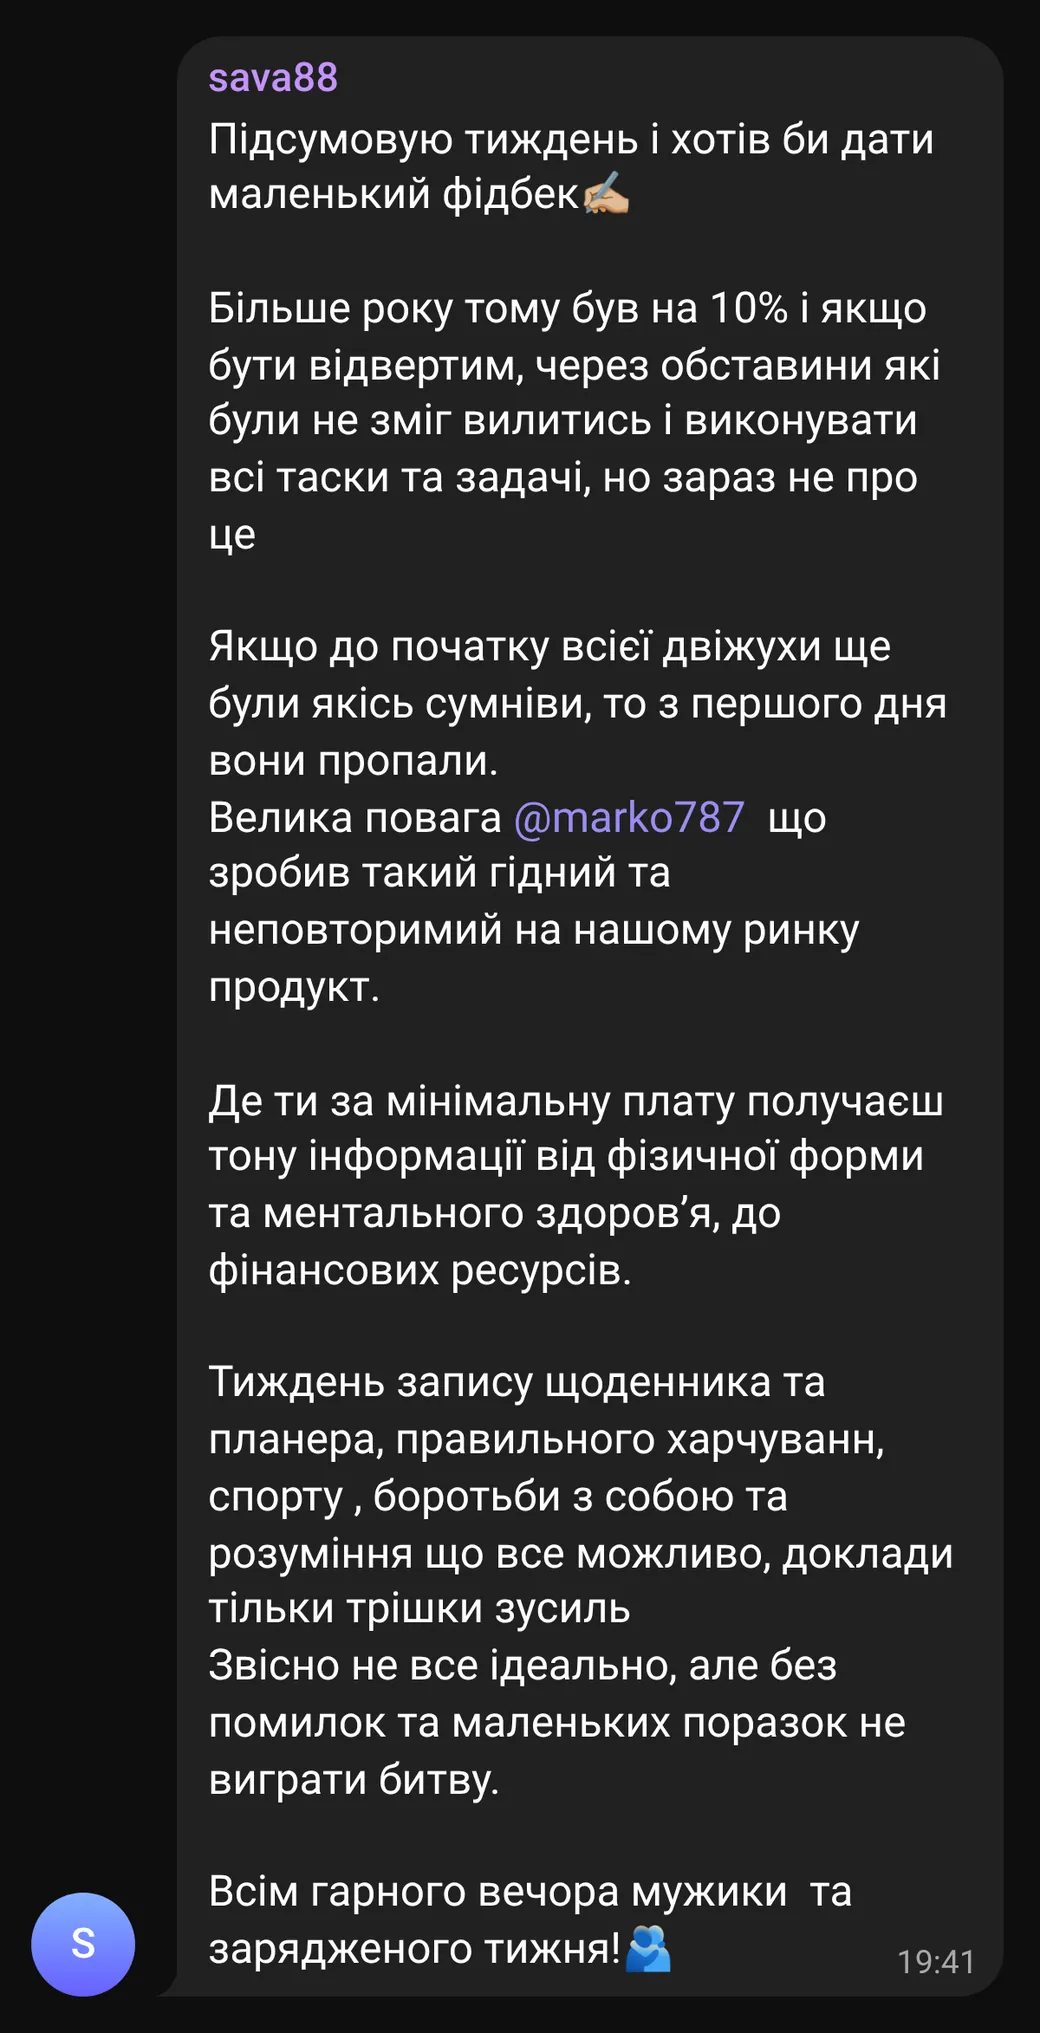 sava88
Підсумовую тиждень і хотів би дати
маленький фідбек✍🏼
Більше року тому був на 10% і якщо
бути відвертим, через обставини які
були не зміг вилитись і виконувати
всі таски та задачі, но зараз не про
це
Якщо до початку всієї двіжухи ще
були якісь сумніви, то з першого дня
вони пропали.
Велика повага @marko787  що
зробив такий гідний та
неповторимий на нашому ринку
продукт.
Де ти за мінімальну плату получаєш
тону інформації від фізичної форми
та ментального здоров’я, до
фінансових ресурсів.
Тиждень запису щоденника та
планера, правильного харчуванн,
спорту , боротьби з собою та
розуміння що все можливо, доклади
тільки трішки зусиль
Звісно не все ідеально, але без
помилок та маленьких поразок не
виграти битву.
Всім гарного вечора мужики  та
зарядженого тижня!🫂
19:41
S